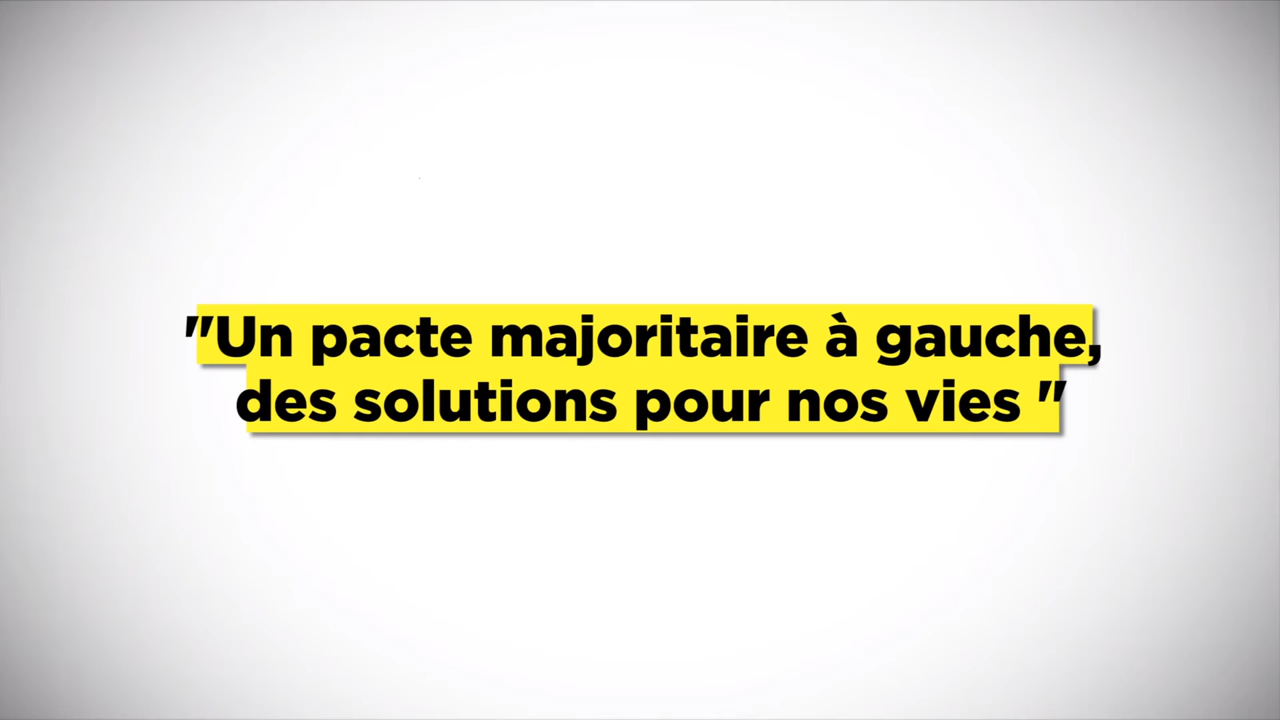 "Un pacte majoritaire à gauche,
des solutions pour nos vies "